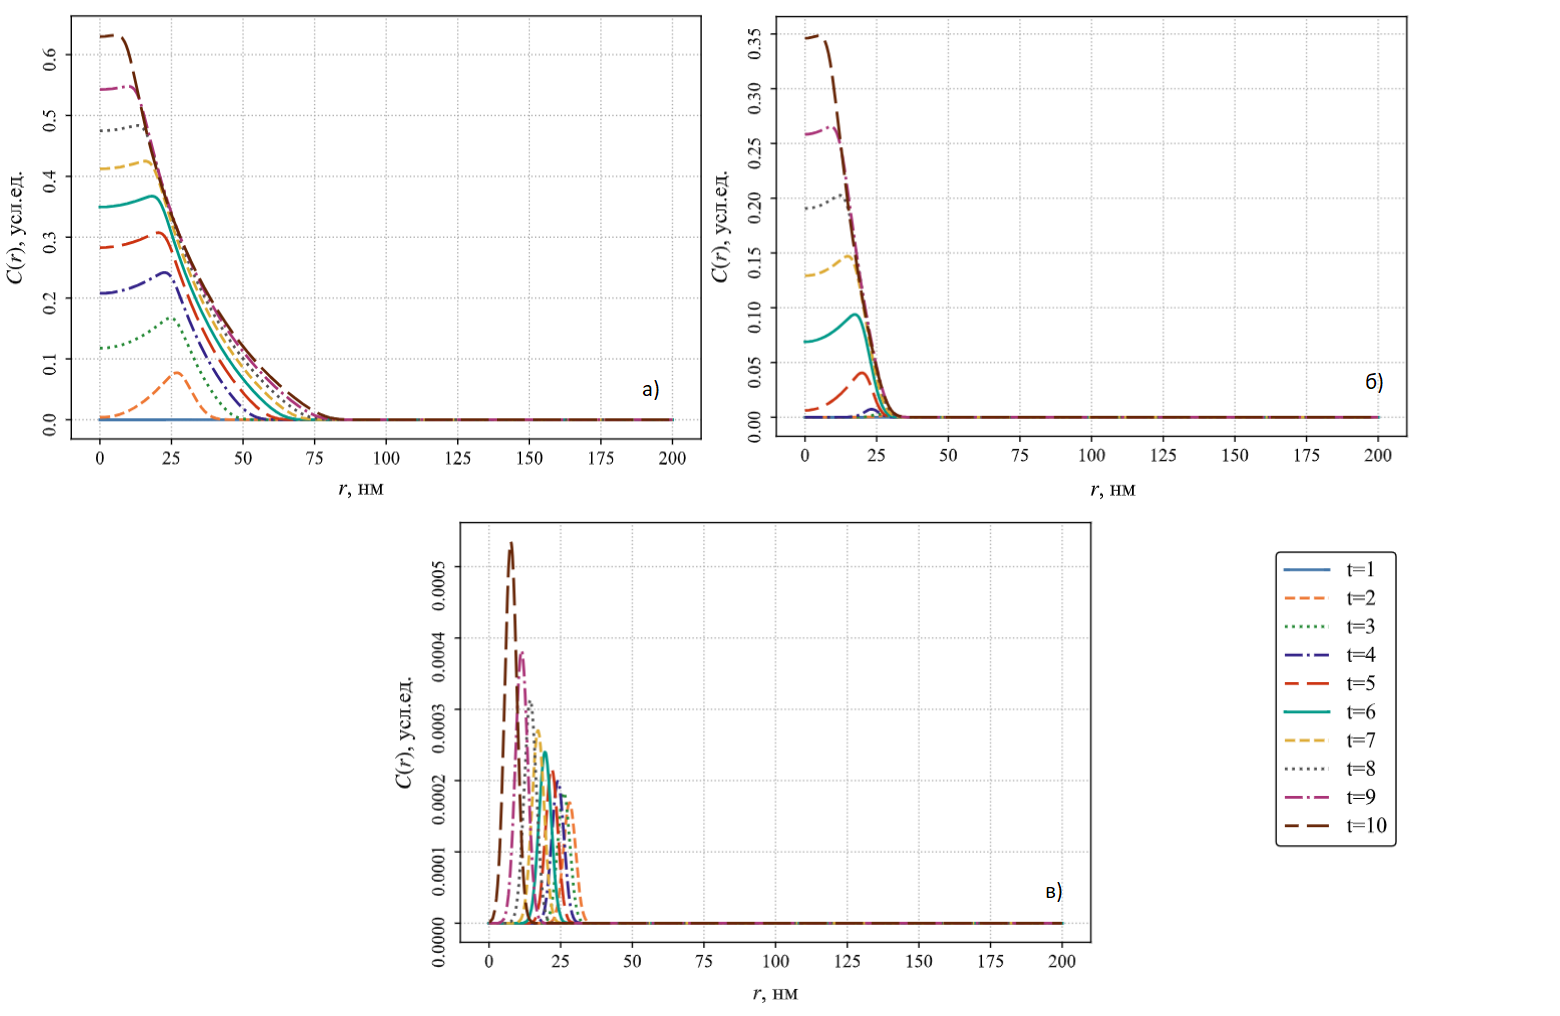 C(r), усл.ед.
0.6
0.5
0.4
0.3
0.2
0.1
0.0
а)
0 25 50 75 100 125 150 175 200
r, нм
C(r), усл.ед.
0.35
0.30
0.25
0.20
0.15
0.10
0.05
0.00
б)
0 25 50 75 100 125 150 175 200
r, нм
C(r), усл.ед.
0.0005
0.0004
0.0003
0.0002
0.0001
0.0000
в)
0 25 50 75 100 125 150 175 200
r, нм
t=1
t=2
t=3
t=4
t=5
t=6
t=7
t=8
t=9
t=10